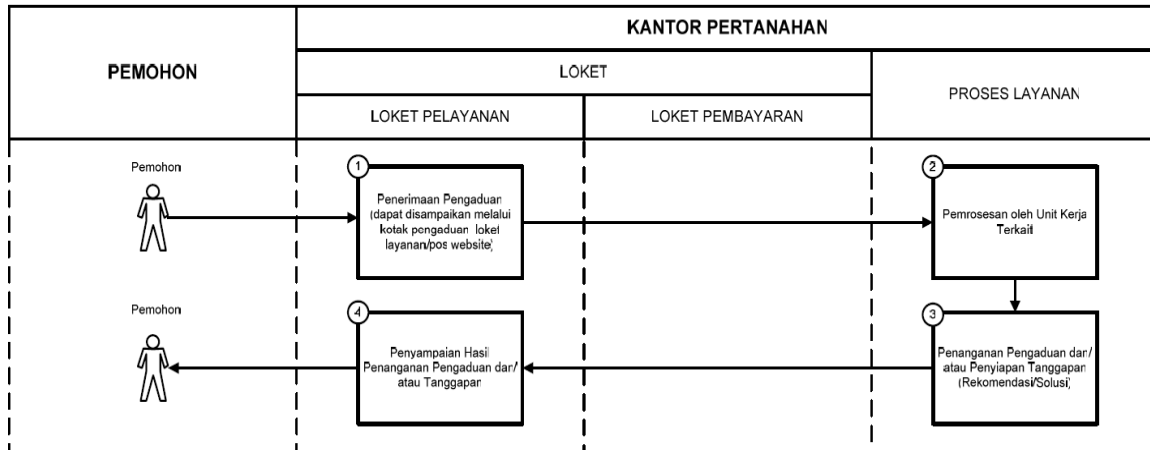 PEMOHON
KANTOR PERTANAHAN
LOKET
PROSES LAYANAN
LOKET PELAYANAN
LOKET PEMBAYARAN
Pemohon
1
Penerimaan Pengaduan
(dapat disampaikan melalui
kotak pengaduan loket
layanan/pos website)
2
Pemrosesan oleh Unit Kerja
Terkait
Pemohon
4
Penyampaian Hasil
Penanganan Pengaduan dan/
atau Tanggapan
3
Penanganan Pengaduan dan/
atau Penyiapan Tanggapan
(Rekomendasi/Solusi)